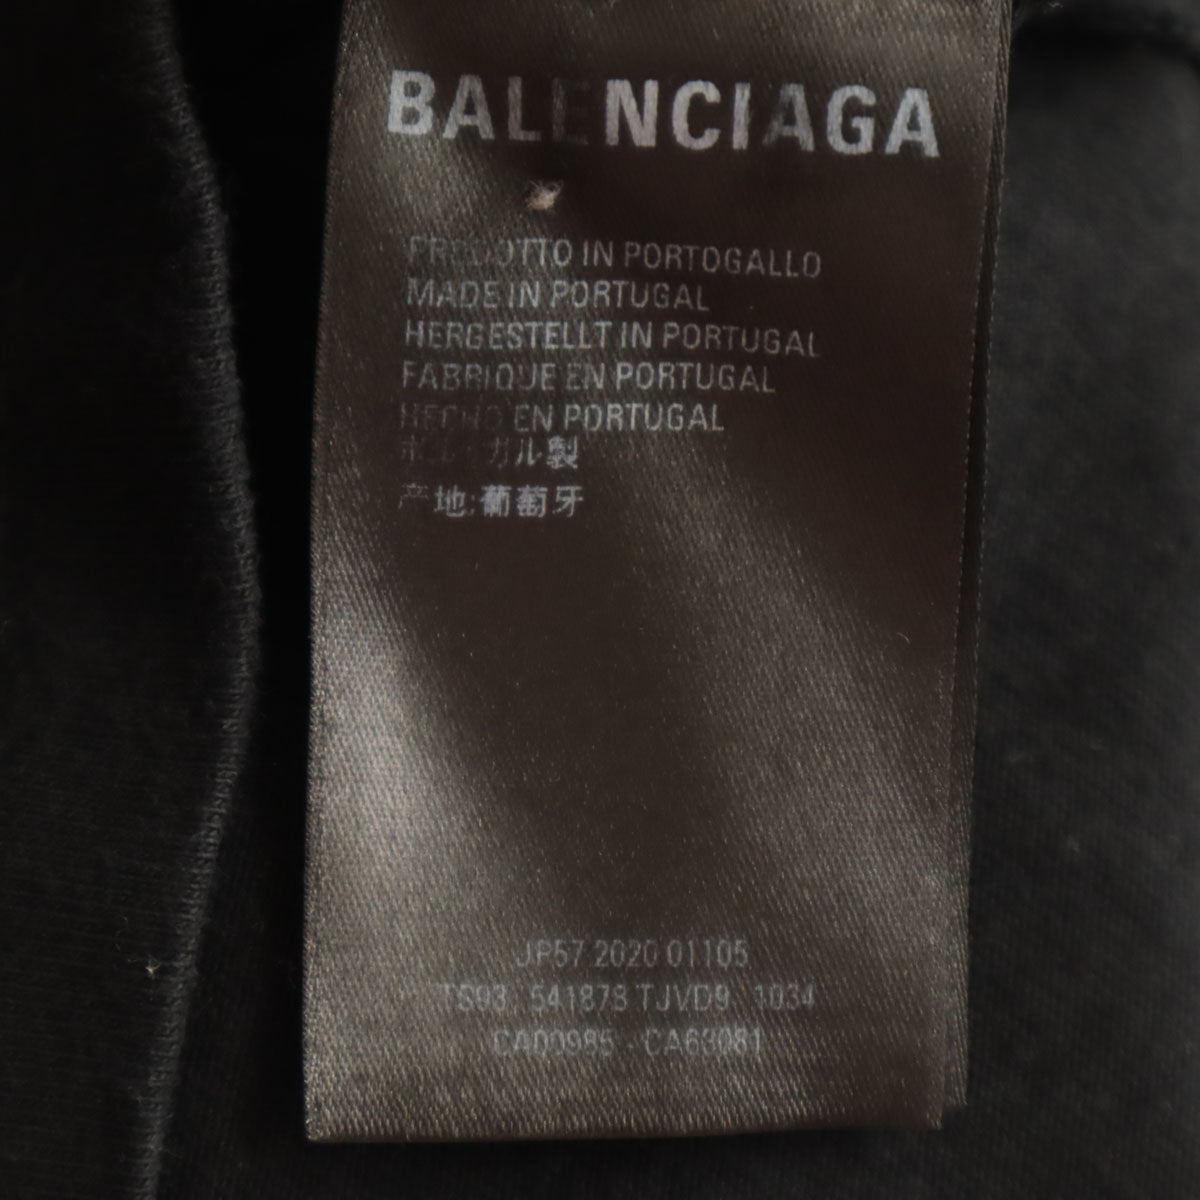 BALENCIAGA
PRODOTTO IN PORTOGALLO
MADE IN PORTUGAL
HERGESTELLT IN PORTUGAL
FABRIQUE EN PORTUGAL
HECHO EN PORTUGAL
ポルトガル製
产地:葡萄牙
JP57 2020 01105
TS93 541878 TJVD9 1034
CA00985 - CA63081